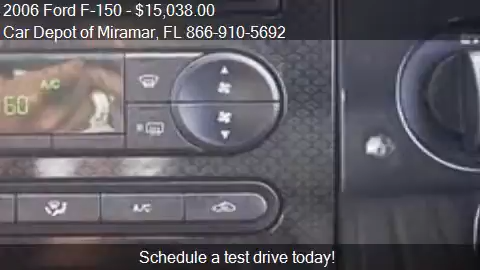 2006 Ford F-150 - $15,038.00
Car Depot of Miramar, FL 866-910-5692
A/C
60
R
A/C
Schedule a test drive today!